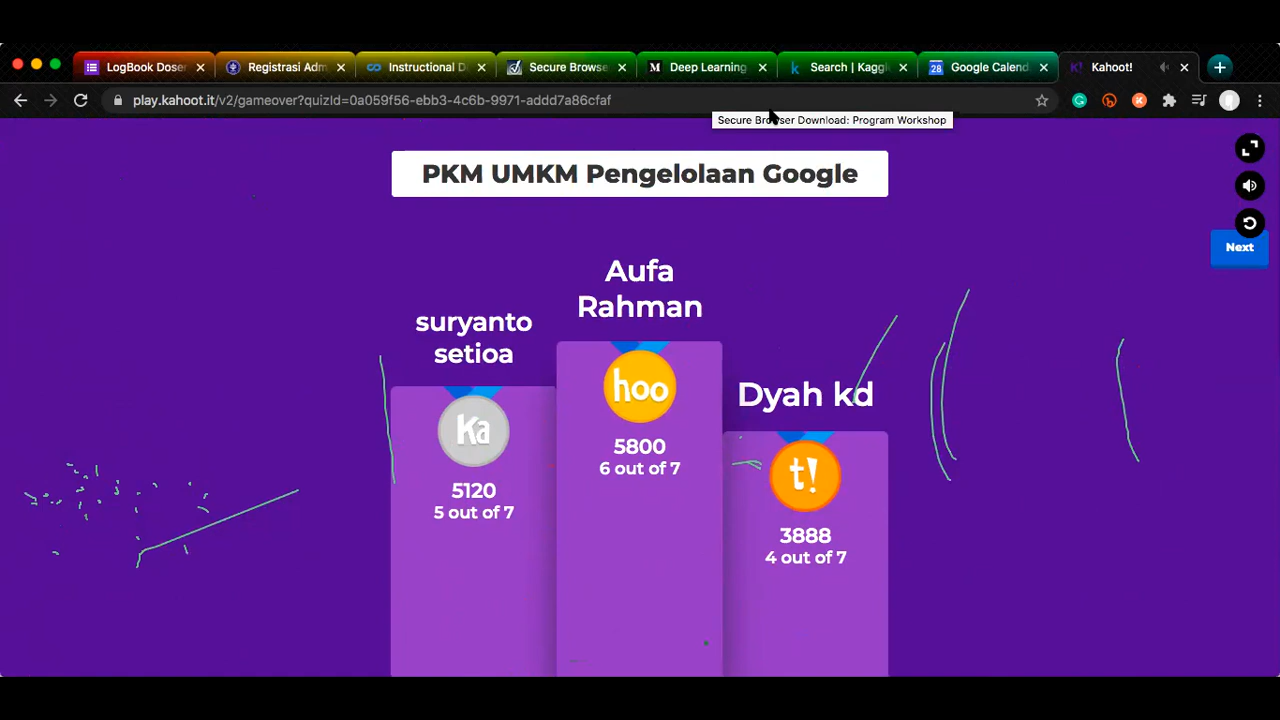 LogBook Doser
Registrasi Adm
Instructional D
Secure Browse
Deep Learning
Search | Kaggl
Google Calend
Kahoot!
play.kahoot.it/v2/gameover?quizId=0a059f56-ebb3-4c6b-9971-addd7a86cfaf
Secure Browser Download: Program Workshop
PKM UMKM Pengelolaan Google
Next
Aufa
Rahman
suryanto
setioa
hoo
Dyah kd
Ka
5800
6 out of 7
t!
5120
5 out of 7
3888
4 out of 7